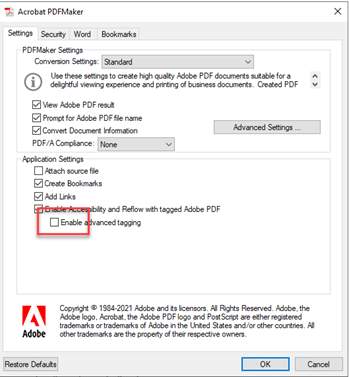 Acrobat PDFMaker
Settings Security Word Bookmarks
PDFMaker Settings
Conversion Settings: Standard
Use these settings to create high quality Adobe PDF documents suitable for a
delightful viewing experience and printing of business documents. Created PDF
View Adobe PDF result
Prompt for Adobe PDF file name
Convert Document Information
Advanced Settings ...
PDF/A Compliance: None
Application Settings
Attach source file
Create Bookmarks
Add Links
Enable Accessibility and Reflow with tagged Adobe PDF
Enable advanced tagging
Adobe
Copyright © 1984-2021 Adobe and its licensors. All Rights Reserved. Adobe, the
Adobe logo, Acrobat, the Adobe PDF logo and PostScript are either registered
trademarks or trademarks of Adobe in the United States and/or other countries. All
other trademarks are the property of their respective owners.
Restore Defaults OK Cancel